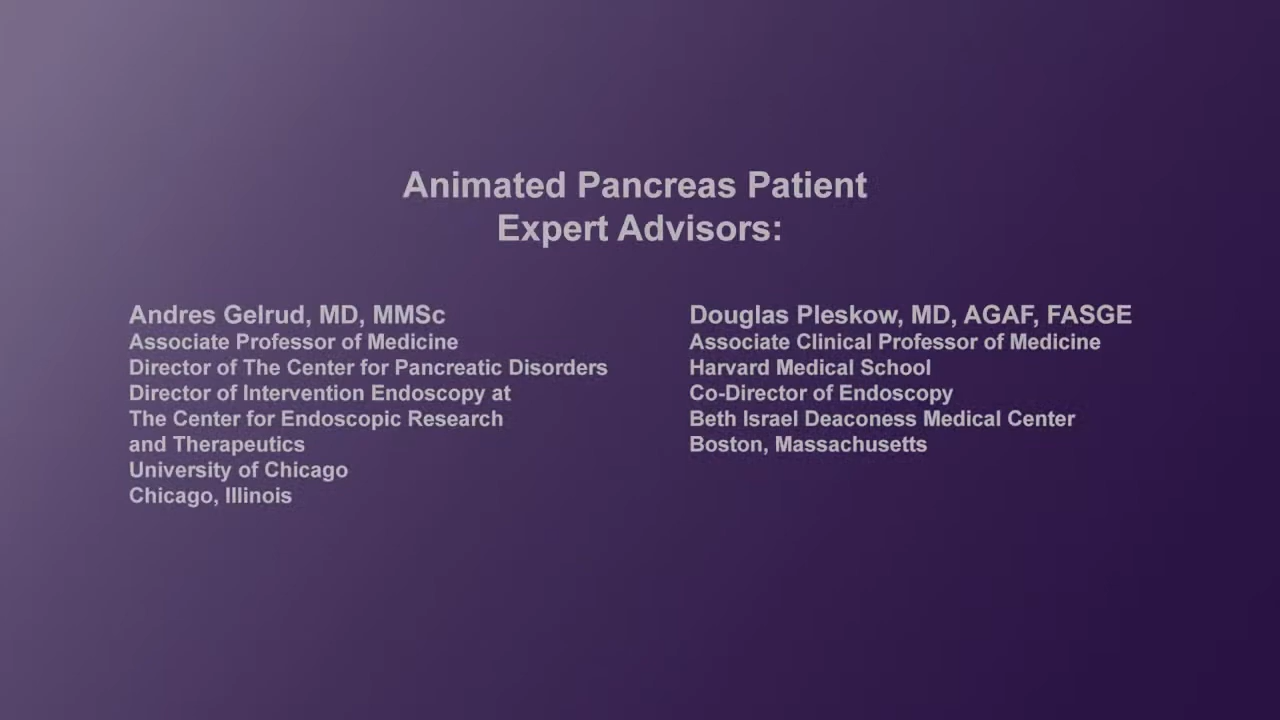 Animated Pancreas Patient
Expert Advisors:
Andres Gelrud, MD, MMSc
Associate Professor of Medicine
Director of The Center for Pancreatic Disorders
Director of Intervention Endoscopy at
The Center for Endoscopic Research
and Therapeutics
University of Chicago
Chicago, Illinois
Douglas Pleskow, MD, AGAF, FASGE
Associate Clinical Professor of Medicine
Harvard Medical School
Co-Director of Endoscopy
Beth Israel Deaconess Medical Center
Boston, Massachusetts